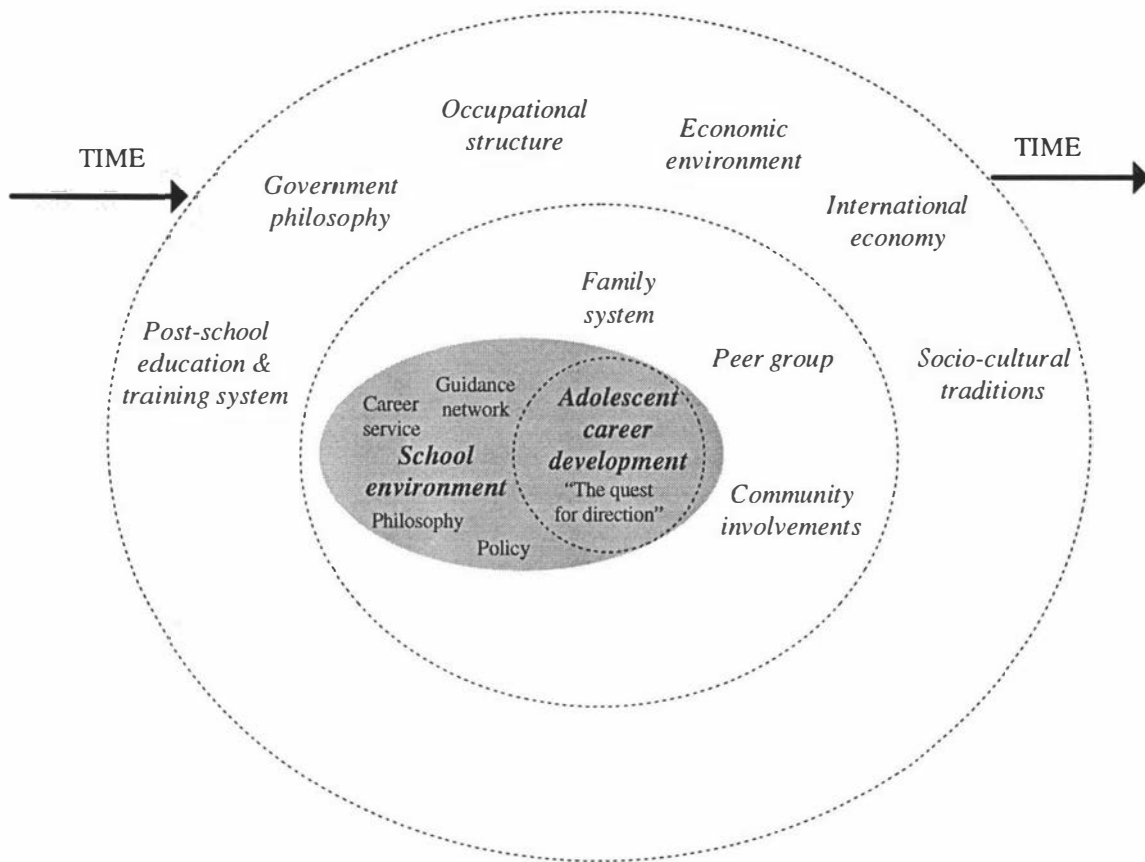 Occupational
structure
Economic
environment
TIME
TIME
Government
philosophy
International
economy
Family
system
Post-school
education &
training system
Peer group
Socio-cultural
traditions
Guidance
network
Career
service
School
environment
Philosophy
Policy
Adolescent
career
development
“The quest
for direction”
Community
involvements